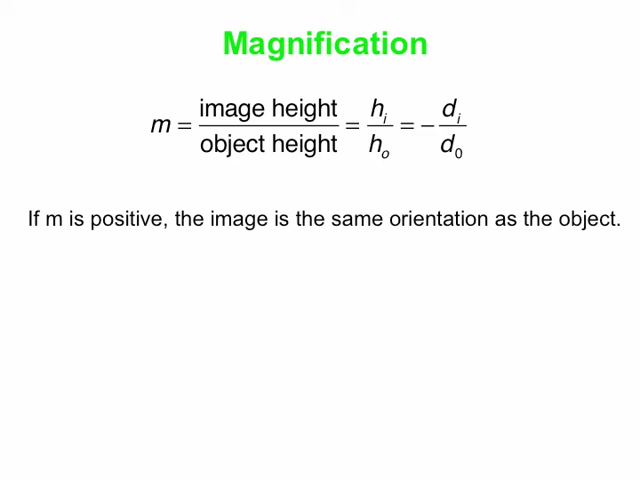 Magnification
m = image height / object height = hᵢ / hₒ = − dᵢ / d₀
If m is positive, the image is the same orientation as the object.